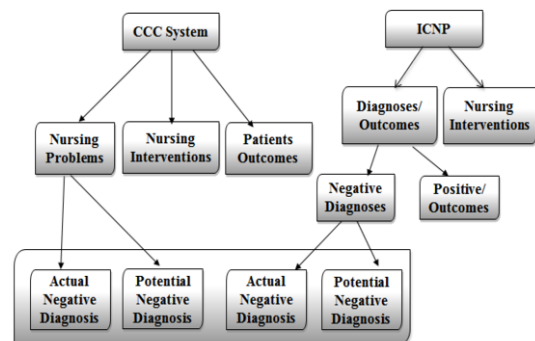 CCC System
ICNP
Nursing
Problems
Nursing
Interventions
Patients
Outcomes
Diagnoses/
Outcomes
Nursing
Interventions
Negative
Diagnoses
Positive/
Outcomes
Actual
Negative
Diagnosis
Potential
Negative
Diagnosis
Actual
Negative
Diagnosis
Potential
Negative
Diagnosis